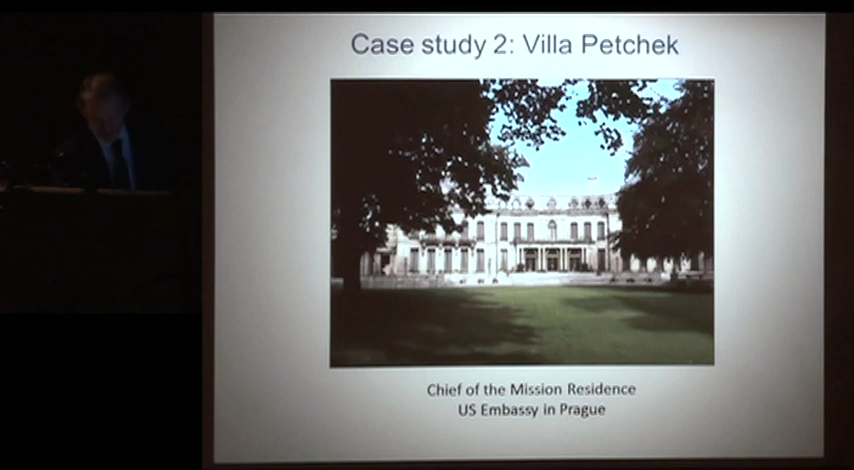 Case study 2: Villa Petchek
Chief of the Mission Residence
US Embassy in Prague